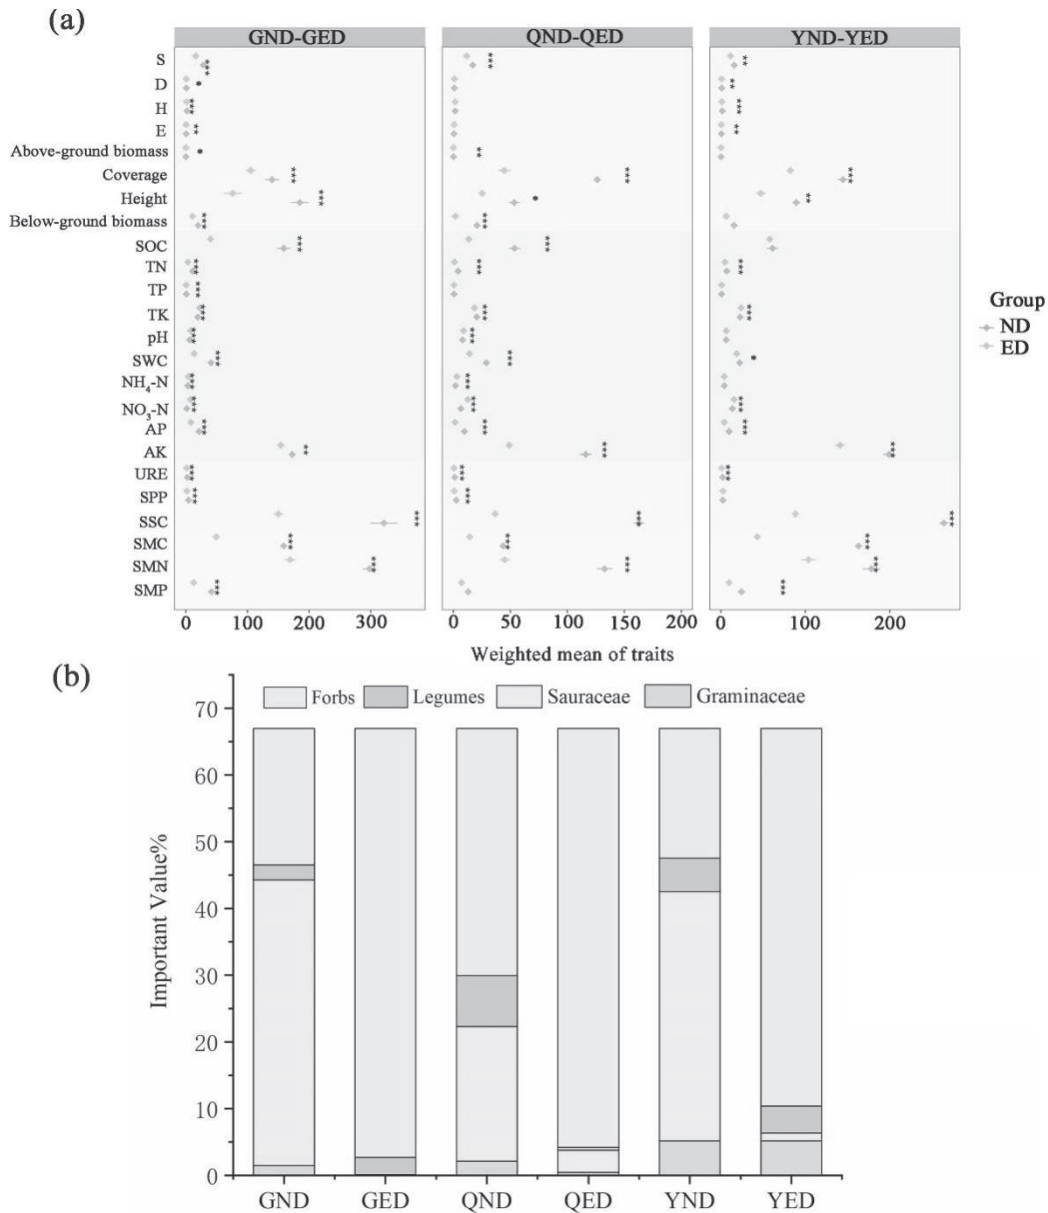 (a)
GND-GED QND-QED YND-YED
S *** *** **
D * **
H *** ***
E ** **
Above-ground biomass * **
Coverage *** *** ***
Height *** * **
Below-ground biomass *** ***
SOC *** ***
TN *** *** ***
TP ***
TK *** *** ***
pH *** ***
SWC *** *** *
NH4-N *** ***
NO3-N *** *** ***
AP *** *** ***
AK ** *** ***
URE *** *** ***
SPP *** ***
SSC *** *** ***
SMC *** *** ***
SMN *** *** ***
SMP *** ***
Group
ND
ED
0 100 200 300 0 50 100 150 200 0 100 200
Weighted mean of traits
(b)
Forbs Legumes Sauraceae Graminaceae
70
60
50
40
30
20
10
0
Important Value%
GND GED QND QED YND YED